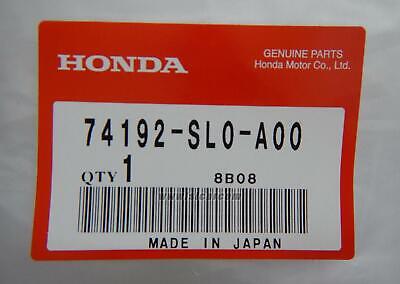 HONDA
GENUINE PARTS
Honda Motor Co., Ltd.
74192-SL0-A00
QTY 1 8B08
MADE IN JAPAN